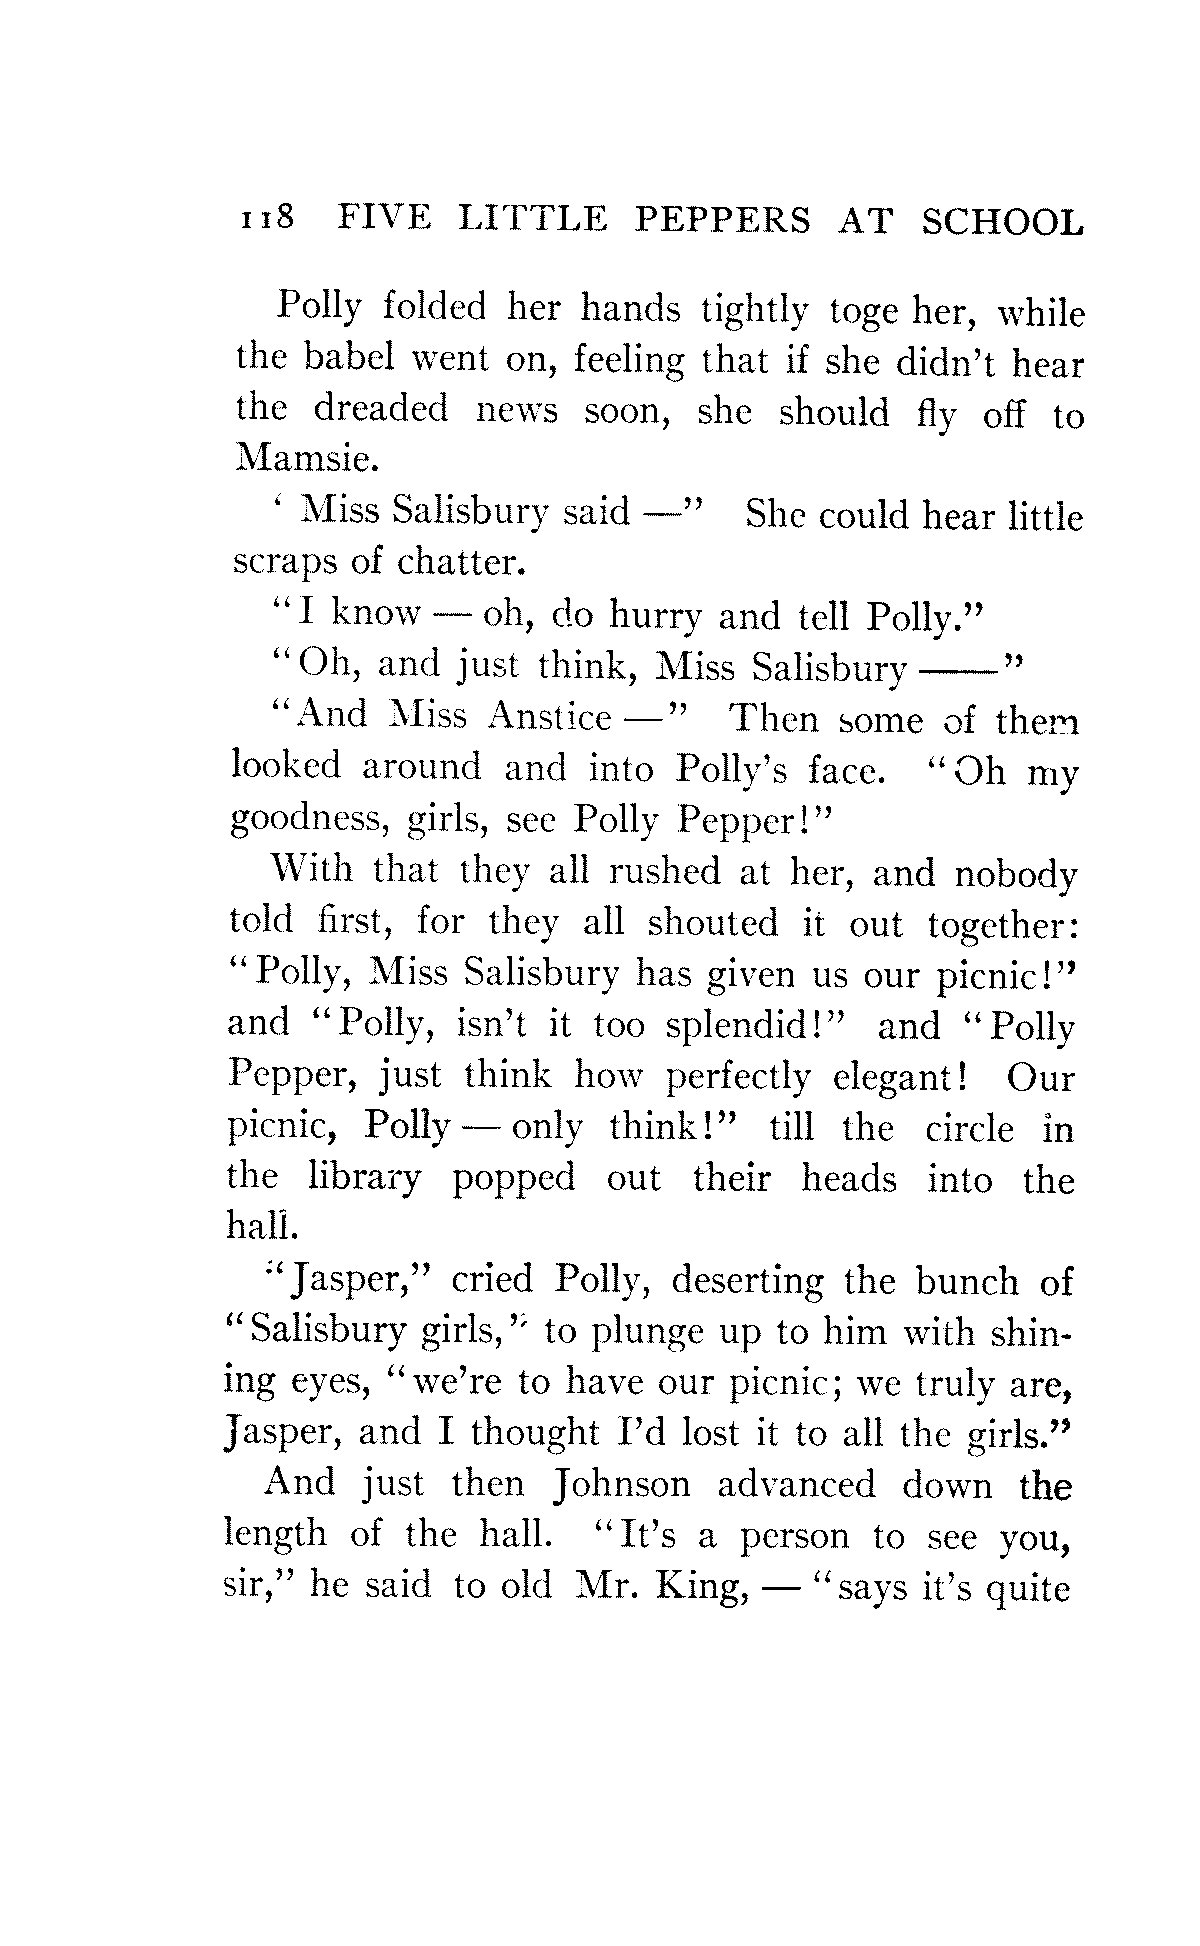 118 FIVE LITTLE PEPPERS AT SCHOOL
Polly folded her hands tightly toge her, while
the babel went on, feeling that if she didn't hear
the dreaded news soon, she should fly off to
Mamsie.
‘ Miss Salisbury said —” She could hear little
scraps of chatter.
“I know — oh, do hurry and tell Polly.”
“Oh, and just think, Miss Salisbury ——”
“And Miss Anstice —” Then some of them
looked around and into Polly's face. “Oh my
goodness, girls, see Polly Pepper!”
With that they all rushed at her, and nobody
told first, for they all shouted it out together:
“Polly, Miss Salisbury has given us our picnic!”
and “Polly, isn't it too splendid!” and “Polly
Pepper, just think how perfectly elegant! Our
picnic, Polly — only think!” till the circle in
the library popped out their heads into the
hall.
“Jasper,” cried Polly, deserting the bunch of
“Salisbury girls,” to plunge up to him with shin-
ing eyes, “we're to have our picnic; we truly are,
Jasper, and I thought I'd lost it to all the girls.”
And just then Johnson advanced down the
length of the hall. “It's a person to see you,
sir,” he said to old Mr. King, — “says it's quite